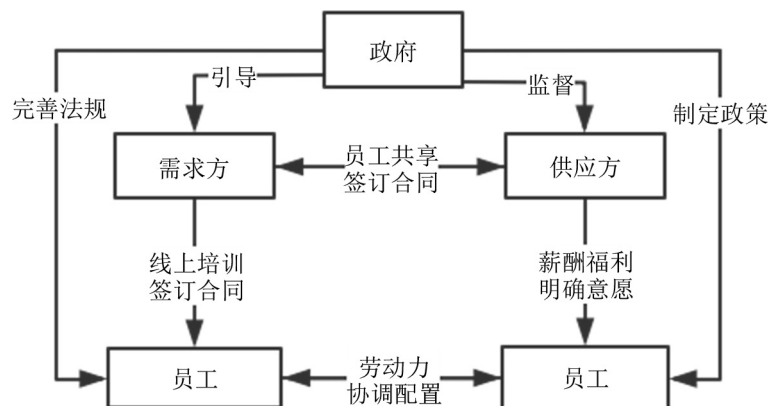 政府
引导
监督
完善法规
制定政策
需求方
员工共享
签订合同
供应方
线上培训
签订合同
薪酬福利
明确意愿
员工
劳动力
协调配置
员工